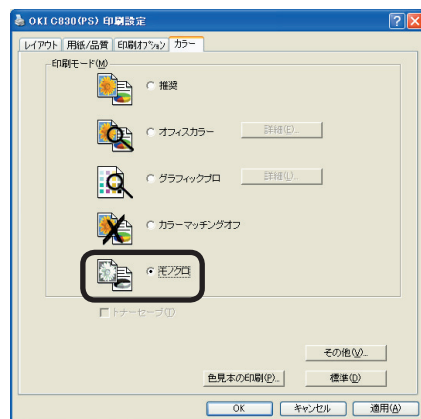 OKI C830(PS) 印刷設定
レイアウト 用紙/品質 印刷オプション カラー
印刷モード(M)
推奨
オフィスカラー 詳細(E)...
グラフィックプロ 詳細(L)...
カラーマッチングオフ
モノクロ
トナーセーブ(T)
その他(V)...
色見本の印刷(P)... 標準(D)
OK キャンセル 適用(A)